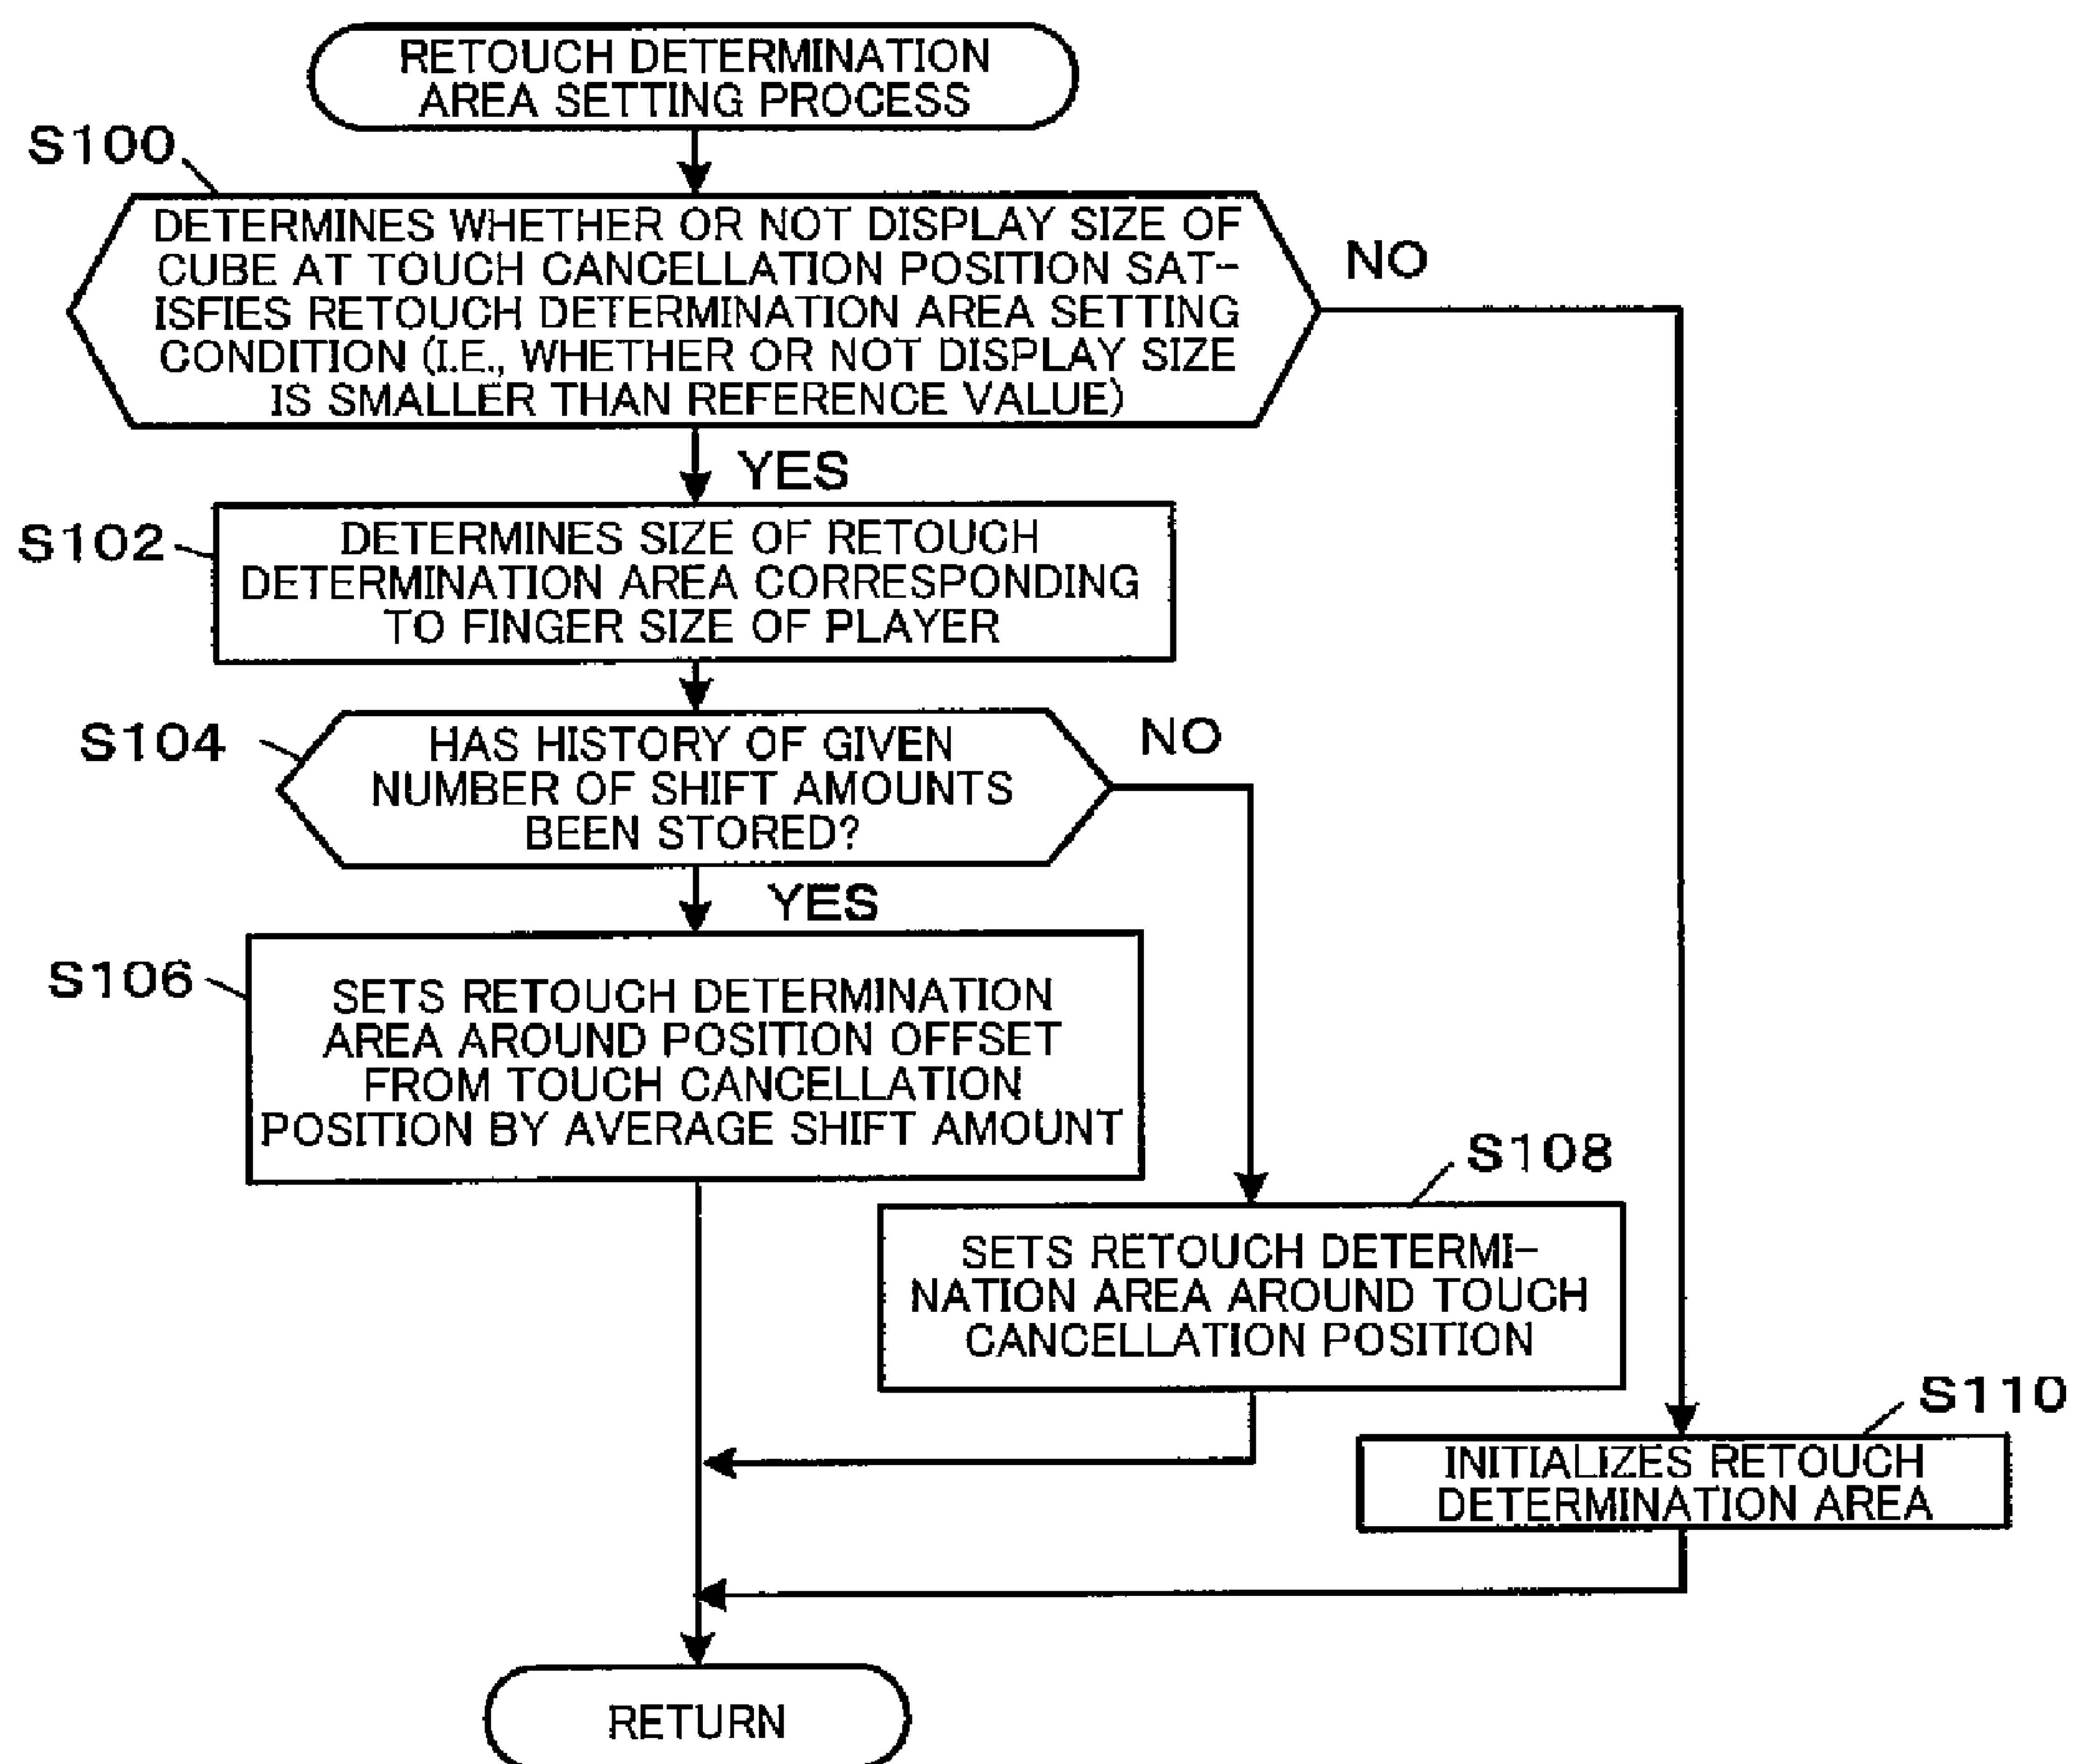 RETOUCH DETERMINATION
AREA SETTING PROCESS
S100
DETERMINES WHETHER OR NOT DISPLAY SIZE OF
CUBE AT TOUCH CANCELLATION POSITION SAT-
ISFIES RETOUCH DETERMINATION AREA SETTING
CONDITION (I.E., WHETHER OR NOT DISPLAY SIZE
IS SMALLER THAN REFERENCE VALUE)
NO
YES
S102
DETERMINES SIZE OF RETOUCH
DETERMINATION AREA CORRESPONDING
TO FINGER SIZE OF PLAYER
S104
HAS HISTORY OF GIVEN
NUMBER OF SHIFT AMOUNTS
BEEN STORED?
NO
YES
S106
SETS RETOUCH DETERMINATION
AREA AROUND POSITION OFFSET
FROM TOUCH CANCELLATION
POSITION BY AVERAGE SHIFT AMOUNT
S108
SETS RETOUCH DETERMI-
NATION AREA AROUND TOUCH
CANCELLATION POSITION
S110
INITIALIZES RETOUCH
DETERMINATION AREA
RETURN